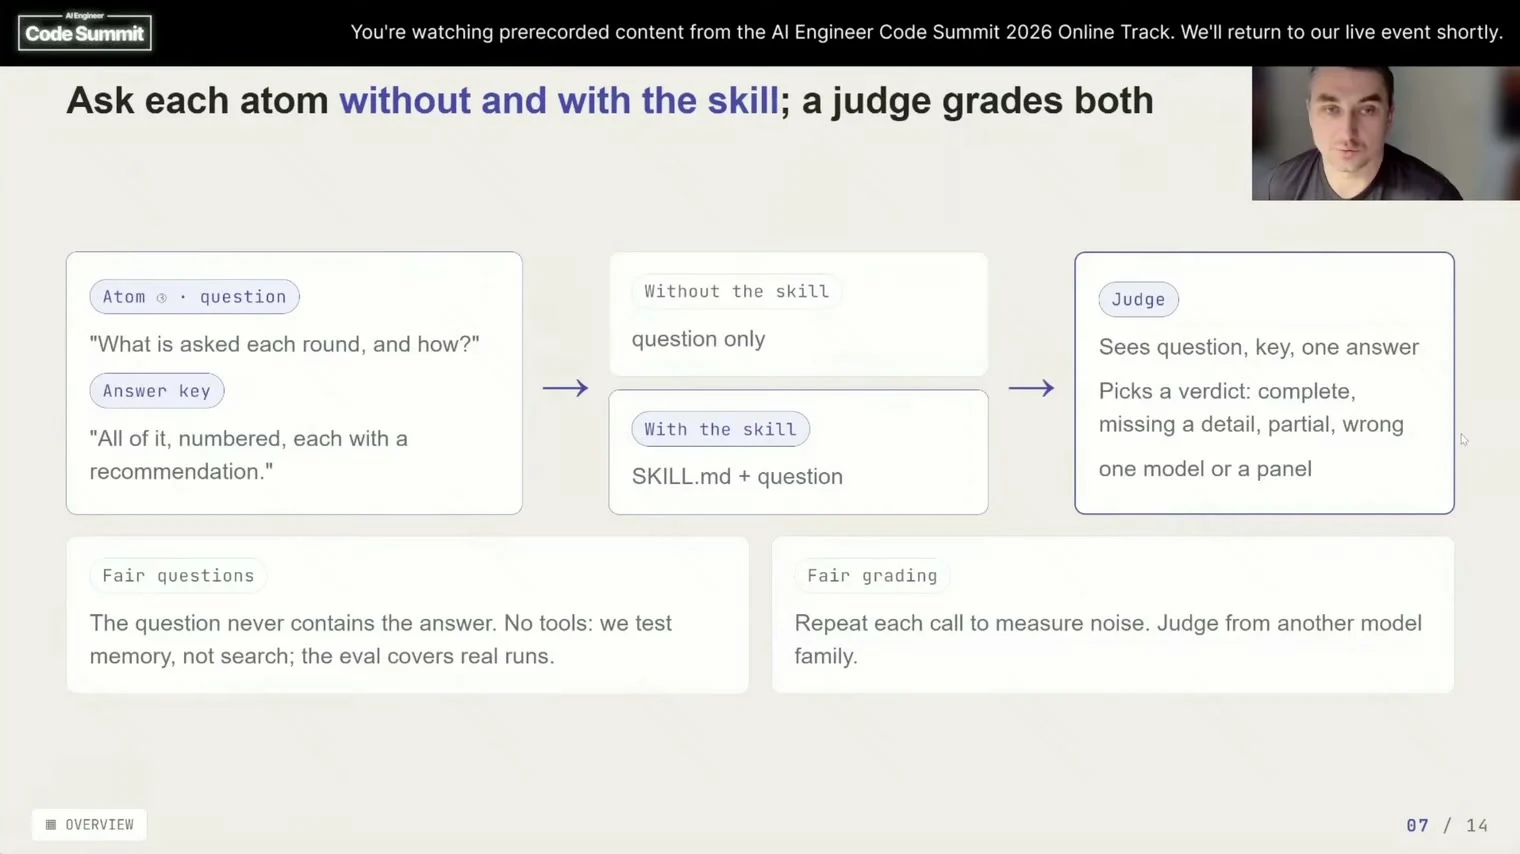 AI Engineer
Code Summit
You're watching prerecorded content from the AI Engineer Code Summit 2026 Online Track. We'll return to our live event shortly.
Ask each atom without and with the skill; a judge grades both
Atom ③ · question
"What is asked each round, and how?"
Answer key
"All of it, numbered, each with a
recommendation."
Without the skill
question only
With the skill
SKILL.md + question
Judge
Sees question, key, one answer
Picks a verdict: complete,
missing a detail, partial, wrong
one model or a panel
Fair questions
The question never contains the answer. No tools: we test
memory, not search; the eval covers real runs.
Fair grading
Repeat each call to measure noise. Judge from another model
family.
OVERVIEW
07 / 14